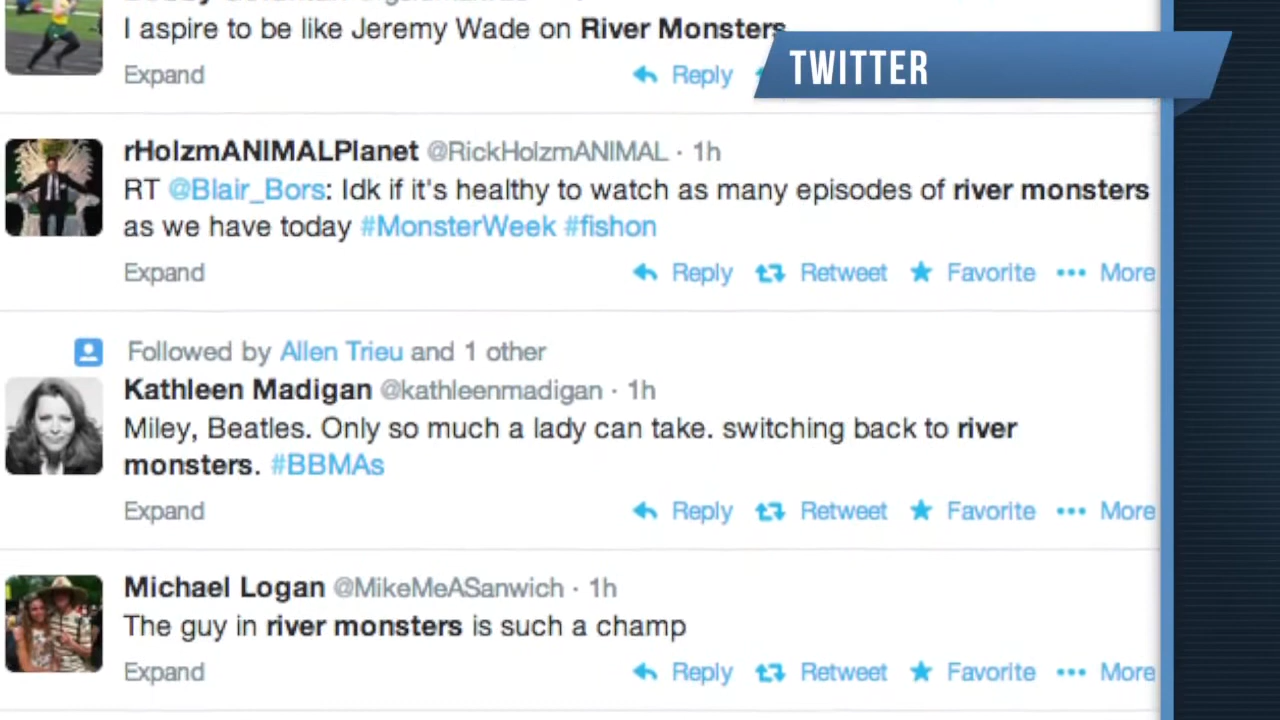 I aspire to be like Jeremy Wade on River Monsters
TWITTER
Expand
Reply
rHolzmANIMALPlanet @RickHolzmANIMAL · 1h
RT @Blair_Bors: Idk if it's healthy to watch as many episodes of river monsters
as we have today #MonsterWeek #fishon
Expand
Reply Retweet Favorite More
Followed by Allen Trieu and 1 other
Kathleen Madigan @kathleenmadigan · 1h
Miley, Beatles. Only so much a lady can take. switching back to river
monsters. #BBMAs
Expand
Reply Retweet Favorite More
Michael Logan @MikeMeASanwich · 1h
The guy in river monsters is such a champ
Expand
Reply Retweet Favorite More